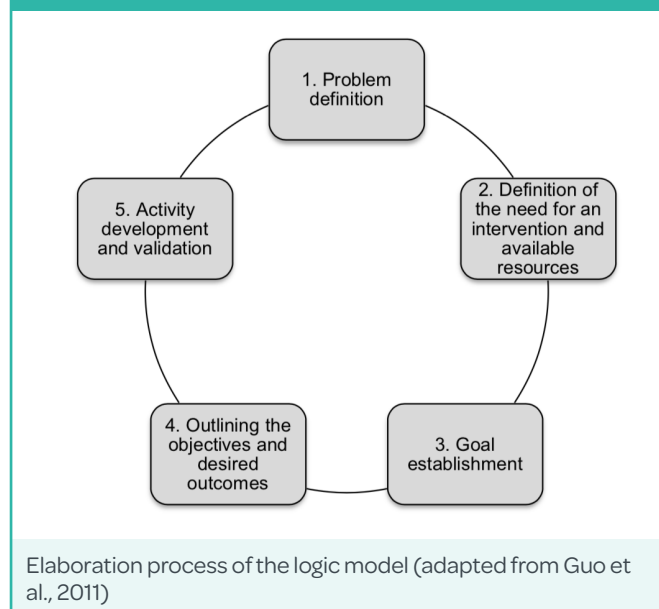 1. Problem
definition
2. Definition of
the need for an
intervention and
available
resources
3. Goal
establishment
4. Outlining the
objectives and
desired
outcomes
5. Activity
development
and validation
Elaboration process of the logic model (adapted from Guo et
al., 2011)